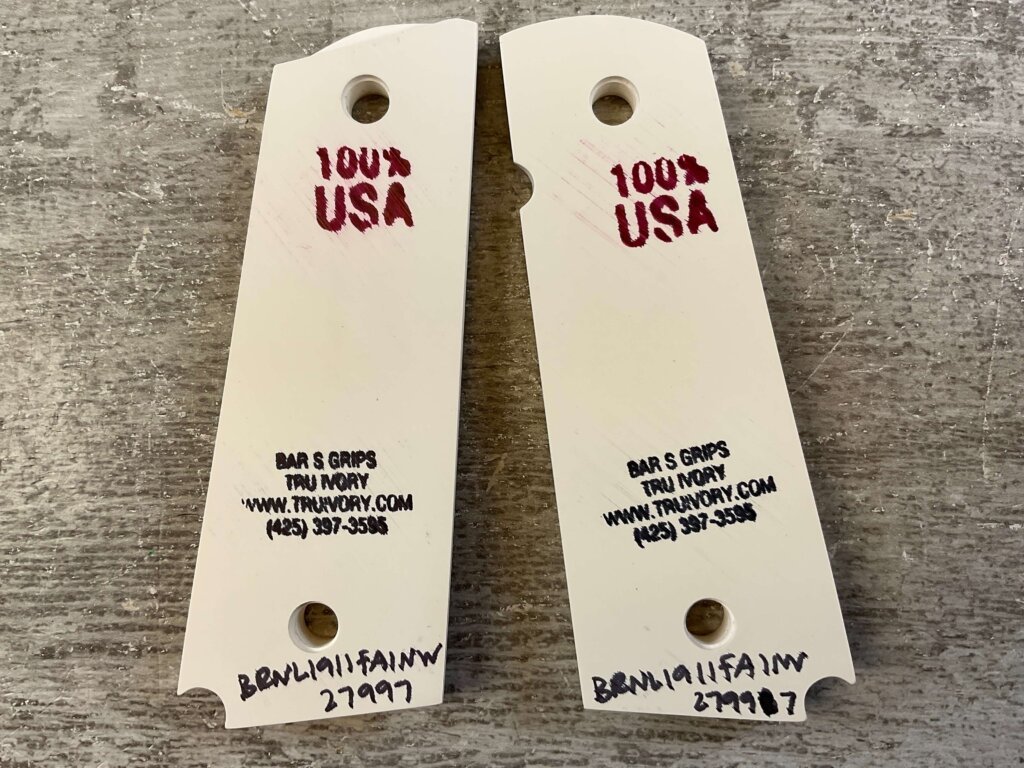 100%
USA
BAR S GRIPS
TRU IVORY
WWW.TRUIVORY.COM
(425) 397-3595
BRNL1911FAINW
27997
100%
USA
BAR S GRIPS
TRU IVORY
WWW.TRUIVORY.COM
(425) 397-3595
BRNL1911FAINW
27997